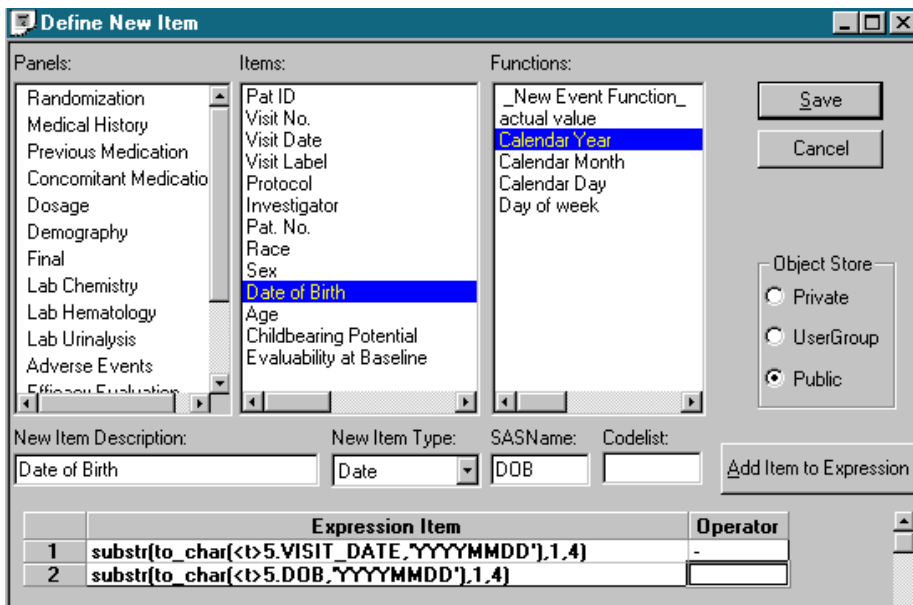 Define New Item
Panels:
Items:
Functions:
Randomization
Medical History
Previous Medication
Concomitant Medicatio
Dosage
Demography
Final
Lab Chemistry
Lab Hematology
Lab Urinalysis
Adverse Events
Efficacy Evaluation
Pat ID
Visit No.
Visit Date
Visit Label
Protocol
Investigator
Pat. No.
Race
Sex
Date of Birth
Age
Childbearing Potential
Evaluability at Baseline
_New Event Function_
actual value
Calendar Year
Calendar Month
Calendar Day
Day of week
Save
Cancel
Object Store
Private
UserGroup
Public
New Item Description:
New Item Type:
SASName:
Codelist:
Date of Birth
Date
DOB
Add Item to Expression
Expression Item
Operator
1 substr(to_char(<t>5.VISIT_DATE,'YYYYMMDD'),1,4) -
2 substr(to_char(<t>5.DOB,'YYYYMMDD'),1,4)